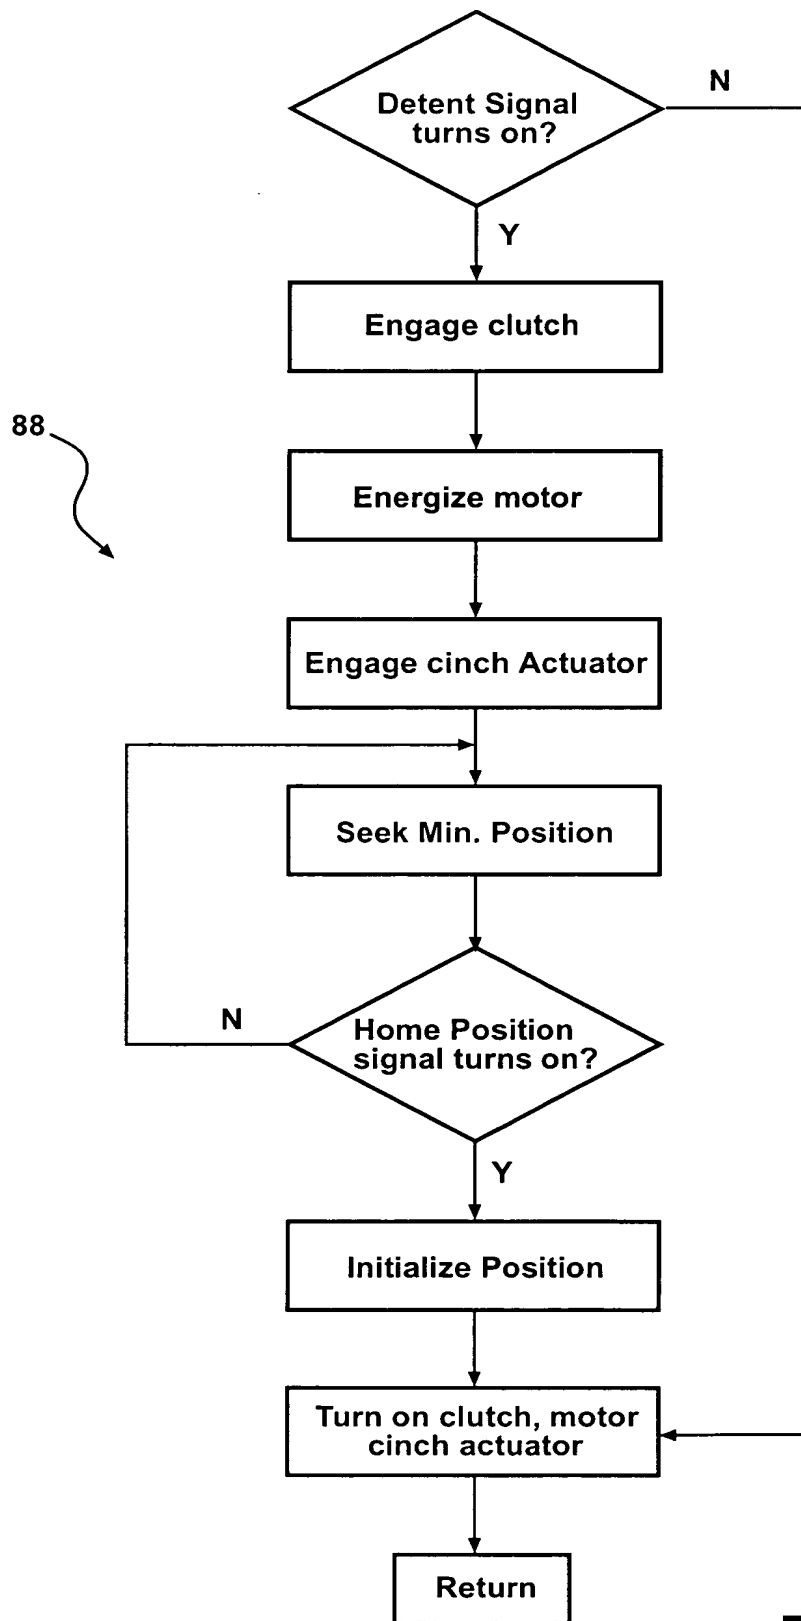 N
Detent Signal
turns on?
Y
Engage clutch
88
Energize motor
Engage cinch Actuator
Seek Min. Position
N
Home Position
signal turns on?
Y
Initialize Position
Turn on clutch, motor
cinch actuator
Return